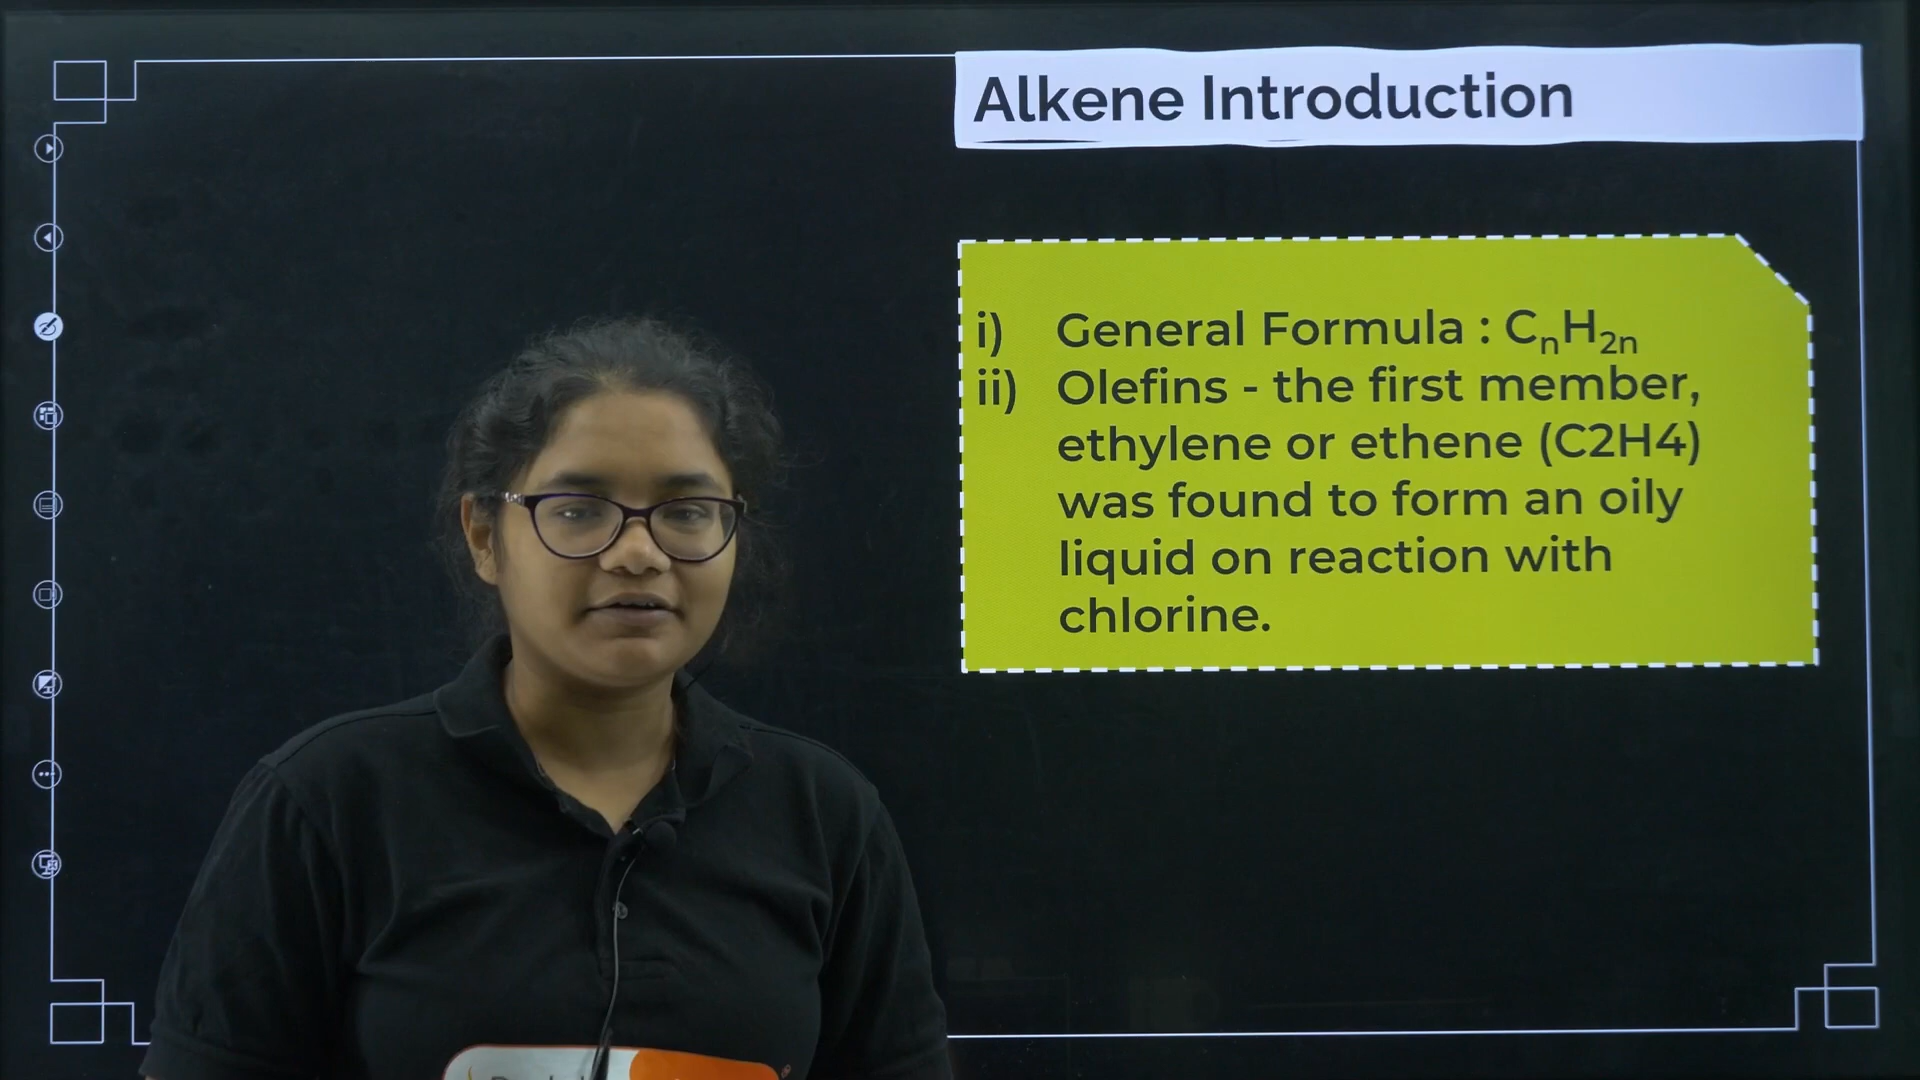 Alkene Introduction
i) General Formula : CₙH₂ₙ
ii) Olefins - the first member,
ethylene or ethene (C2H4)
was found to form an oily
liquid on reaction with
chlorine.